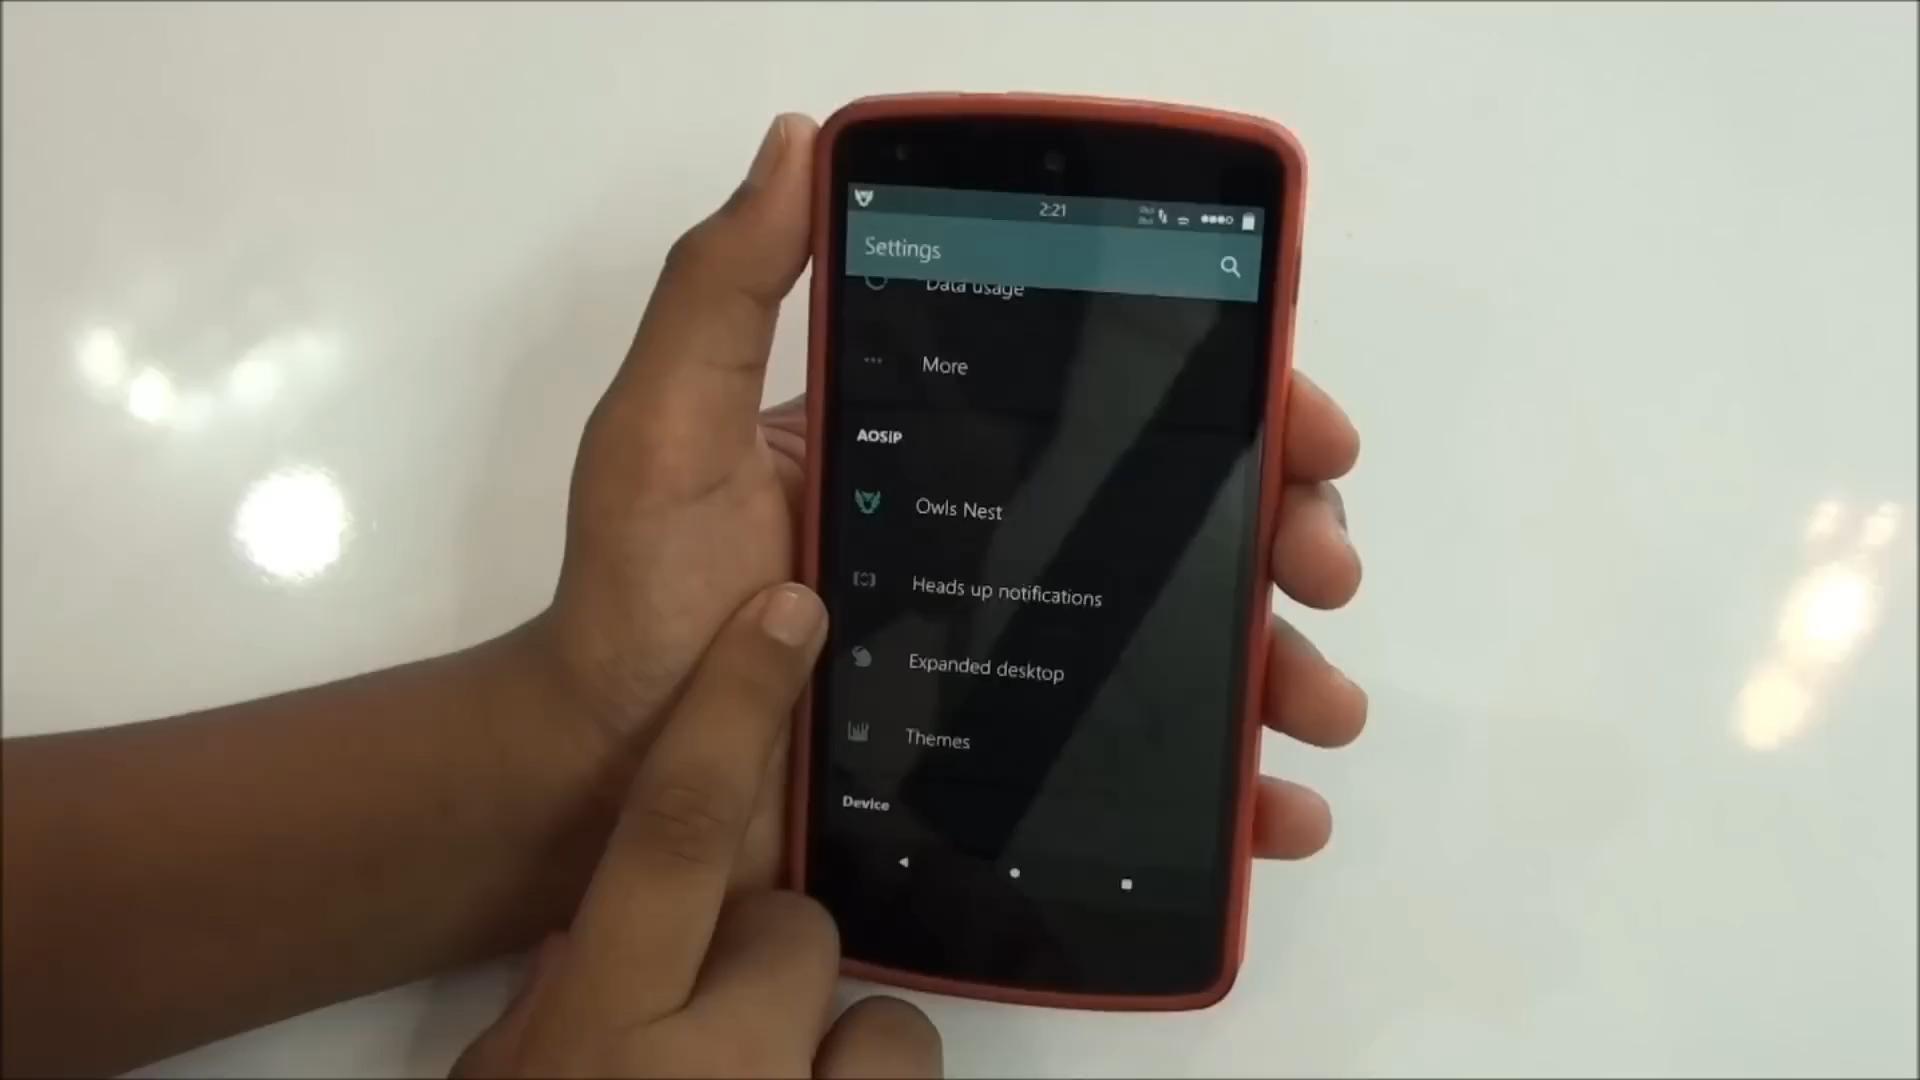 2:21
Settings
Data usage
More
AOSIP
Owls Nest
Heads up notifications
Expanded desktop
Themes
Device